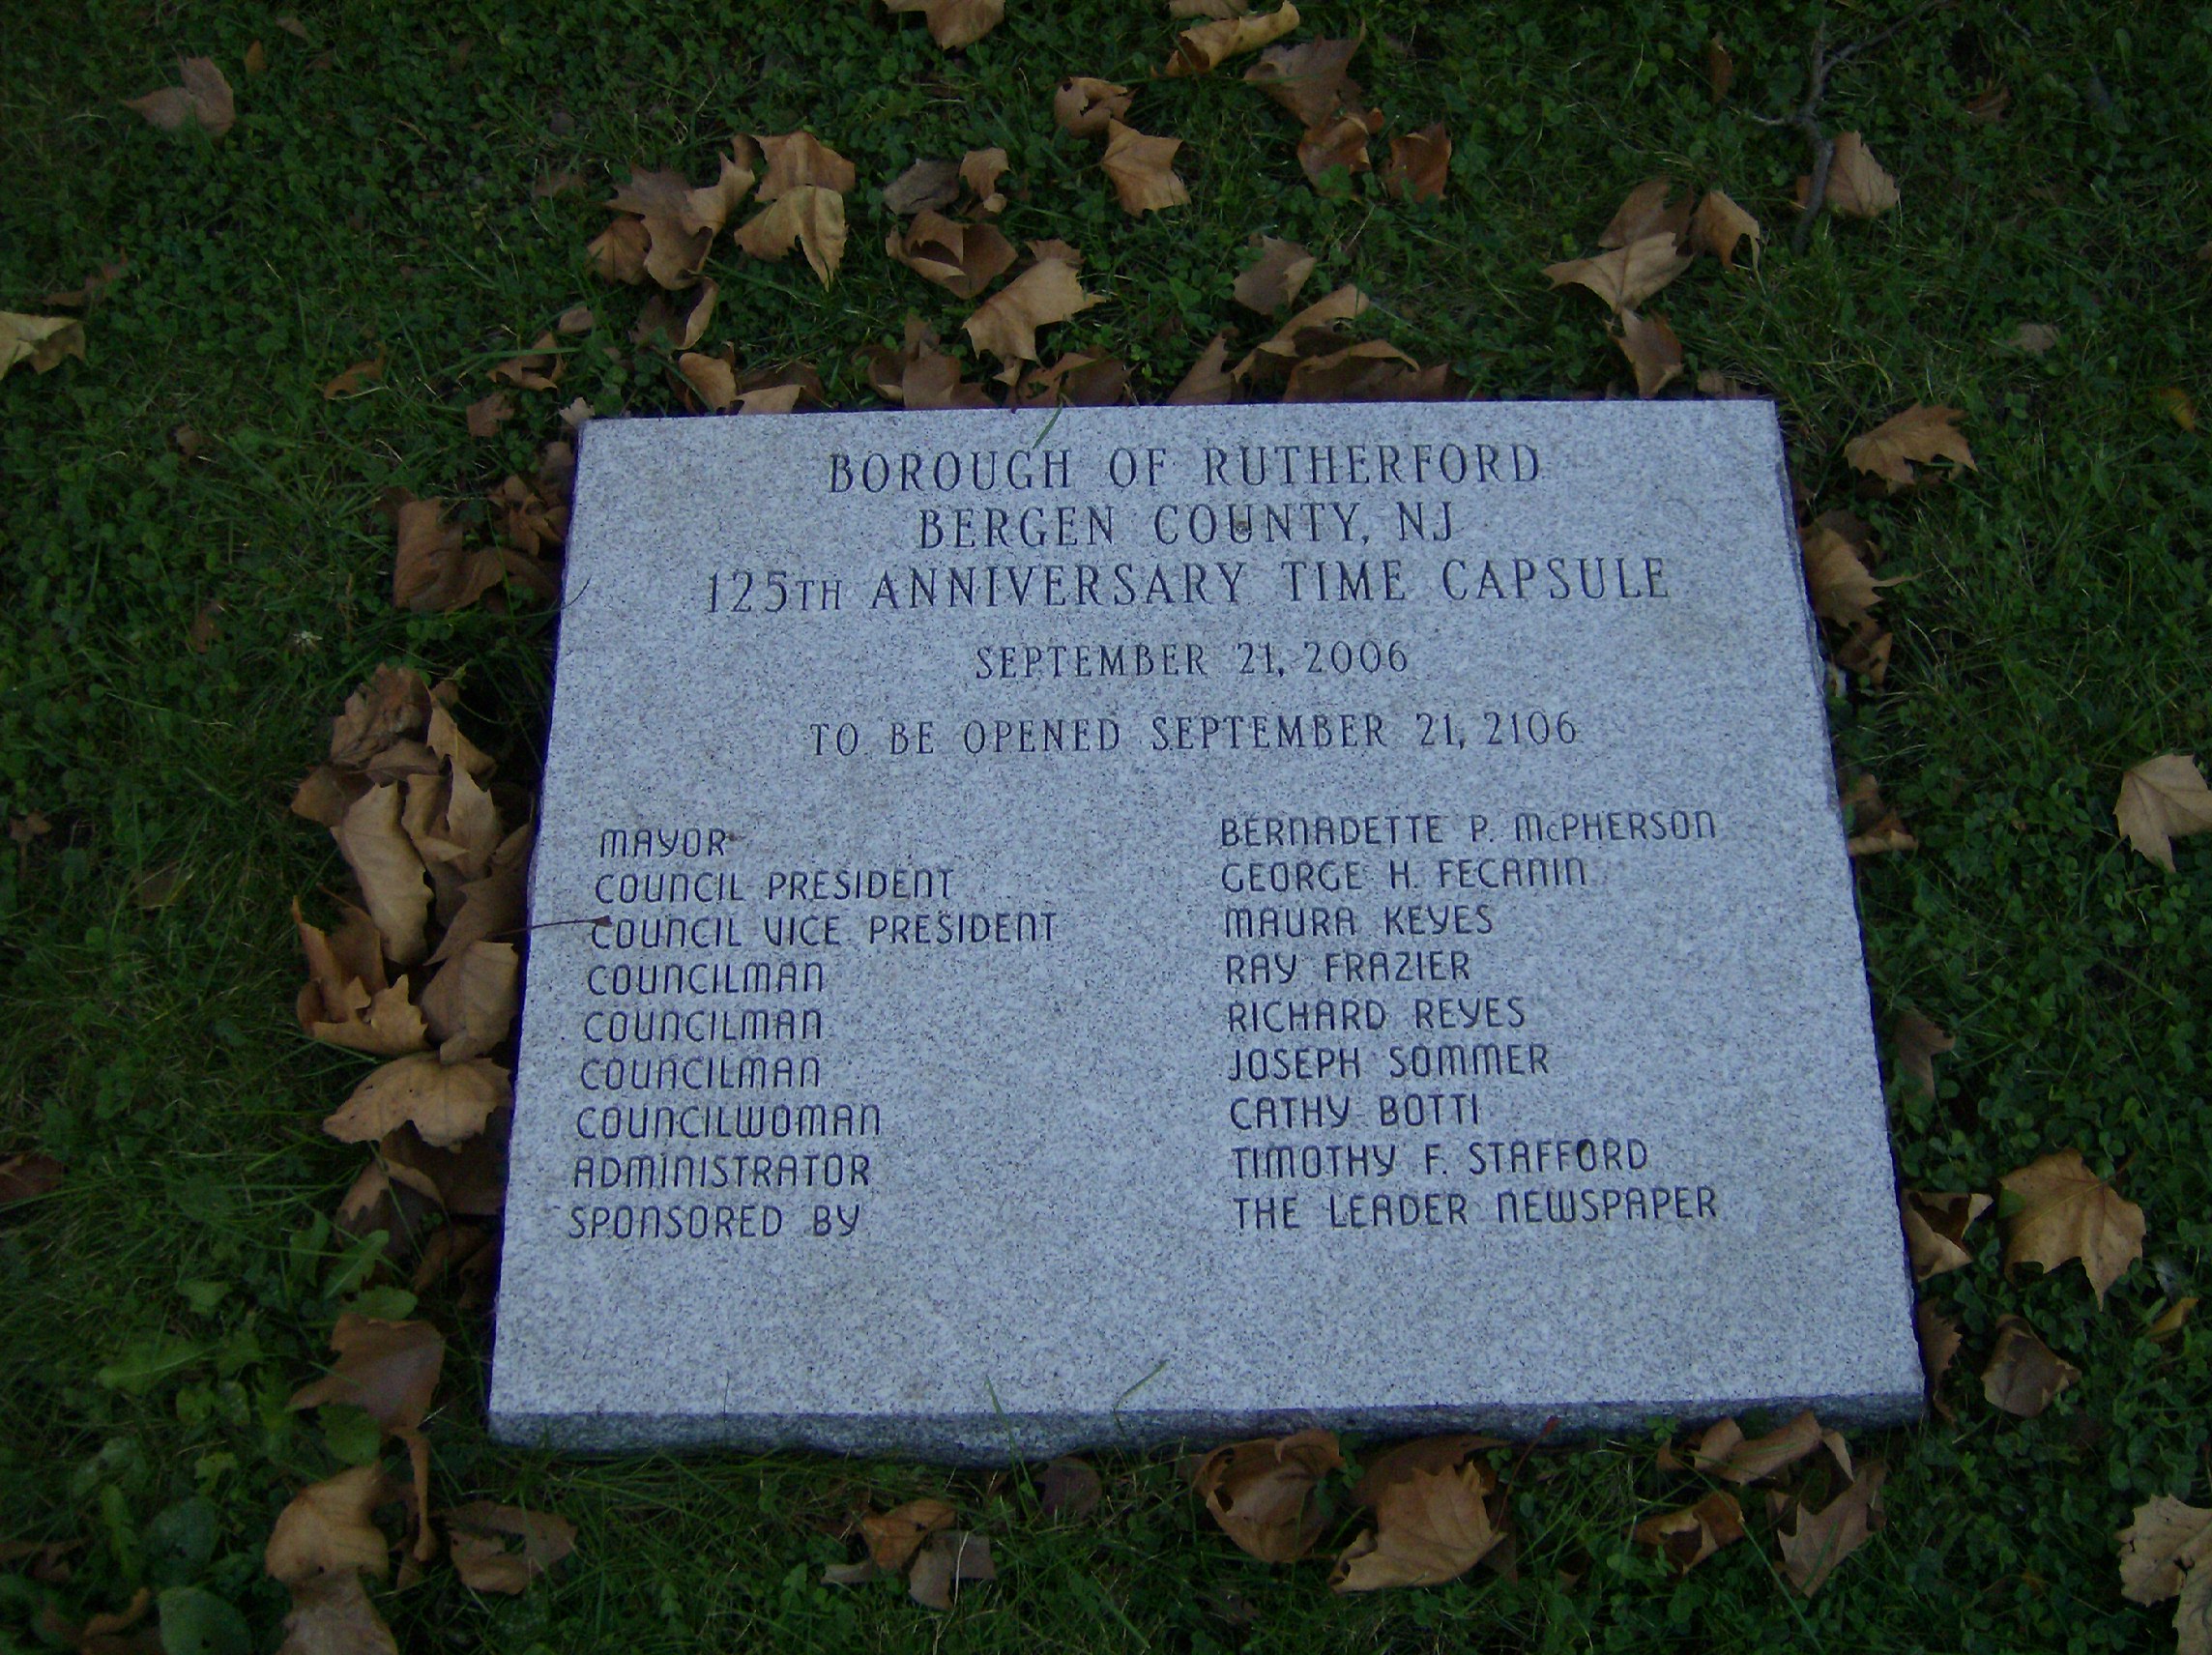 BOROUGH OF RUTHERFORD
BERGEN COUNTY, NJ
125TH ANNIVERSARY TIME CAPSULE
SEPTEMBER 21, 2006
TO BE OPENED SEPTEMBER 21, 2106
MAYOR BERNADETTE P. McPHERSON
COUNCIL PRESIDENT GEORGE H. FECANIN
COUNCIL VICE PRESIDENT MAURA KEYES
COUNCILMAN RAY FRAZIER
COUNCILMAN RICHARD REYES
COUNCILMAN JOSEPH SOMMER
COUNCILWOMAN CATHY BOTTI
ADMINISTRATOR TIMOTHY F. STAFFORD
SPONSORED BY THE LEADER NEWSPAPER